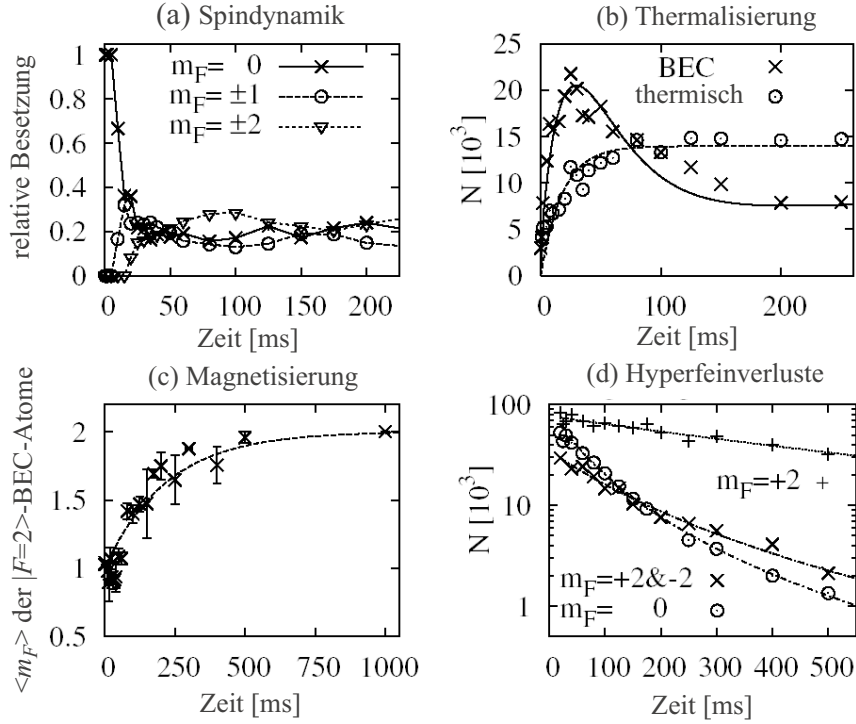 (a) Spindynamik
relative Besetzung
1
0.8
0.6
0.4
0.2
0
m_F= 0
m_F= ±1
m_F= ±2
0 50 100 150 200
Zeit [ms]
(b) Thermalisierung
N [10^3]
25
20
15
10
5
0
BEC
thermisch
0 100 200
Zeit [ms]
(c) Magnetisierung
<m_F> der |F=2>-BEC-Atome
2
1.5
1
0.5
0 250 500 750 1000
Zeit [ms]
(d) Hyperfeinverluste
N [10^3]
100
10
1
m_F=+2
m_F=+2&-2
m_F= 0
0 100 200 300 400 500
Zeit [ms]